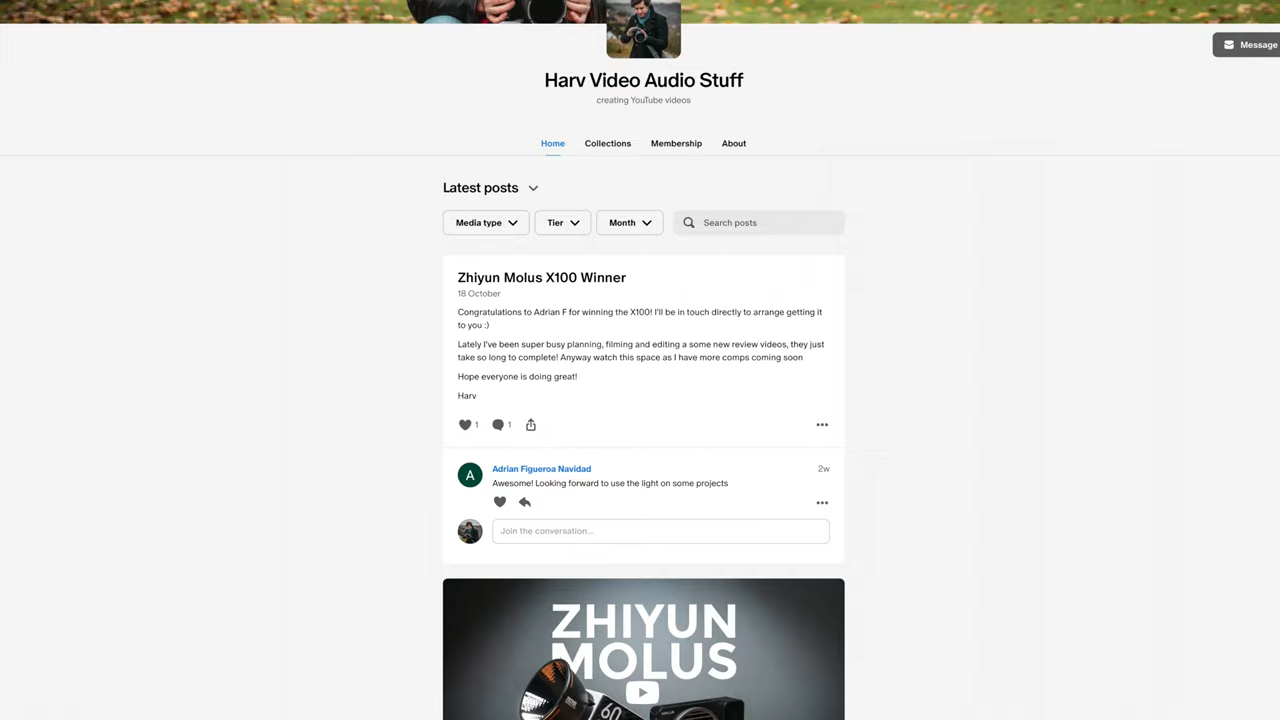 Message
Harv Video Audio Stuff
creating YouTube videos
Home Collections Membership About
Latest posts
Media type Tier Month Search posts
Zhiyun Molus X100 Winner
18 October
Congratulations to Adrian F for winning the X100! I'll be in touch directly to arrange getting it
to you :)
Lately I've been super busy planning, filming and editing a some new review videos, they just
take so long to complete! Anyway watch this space as I have more comps coming soon
Hope everyone is doing great!
Harv
1 1
A
Adrian Figueroa Navidad 2w
Awesome! Looking forward to use the light on some projects
Join the conversation...
ZHIYUN
MOLUS
60